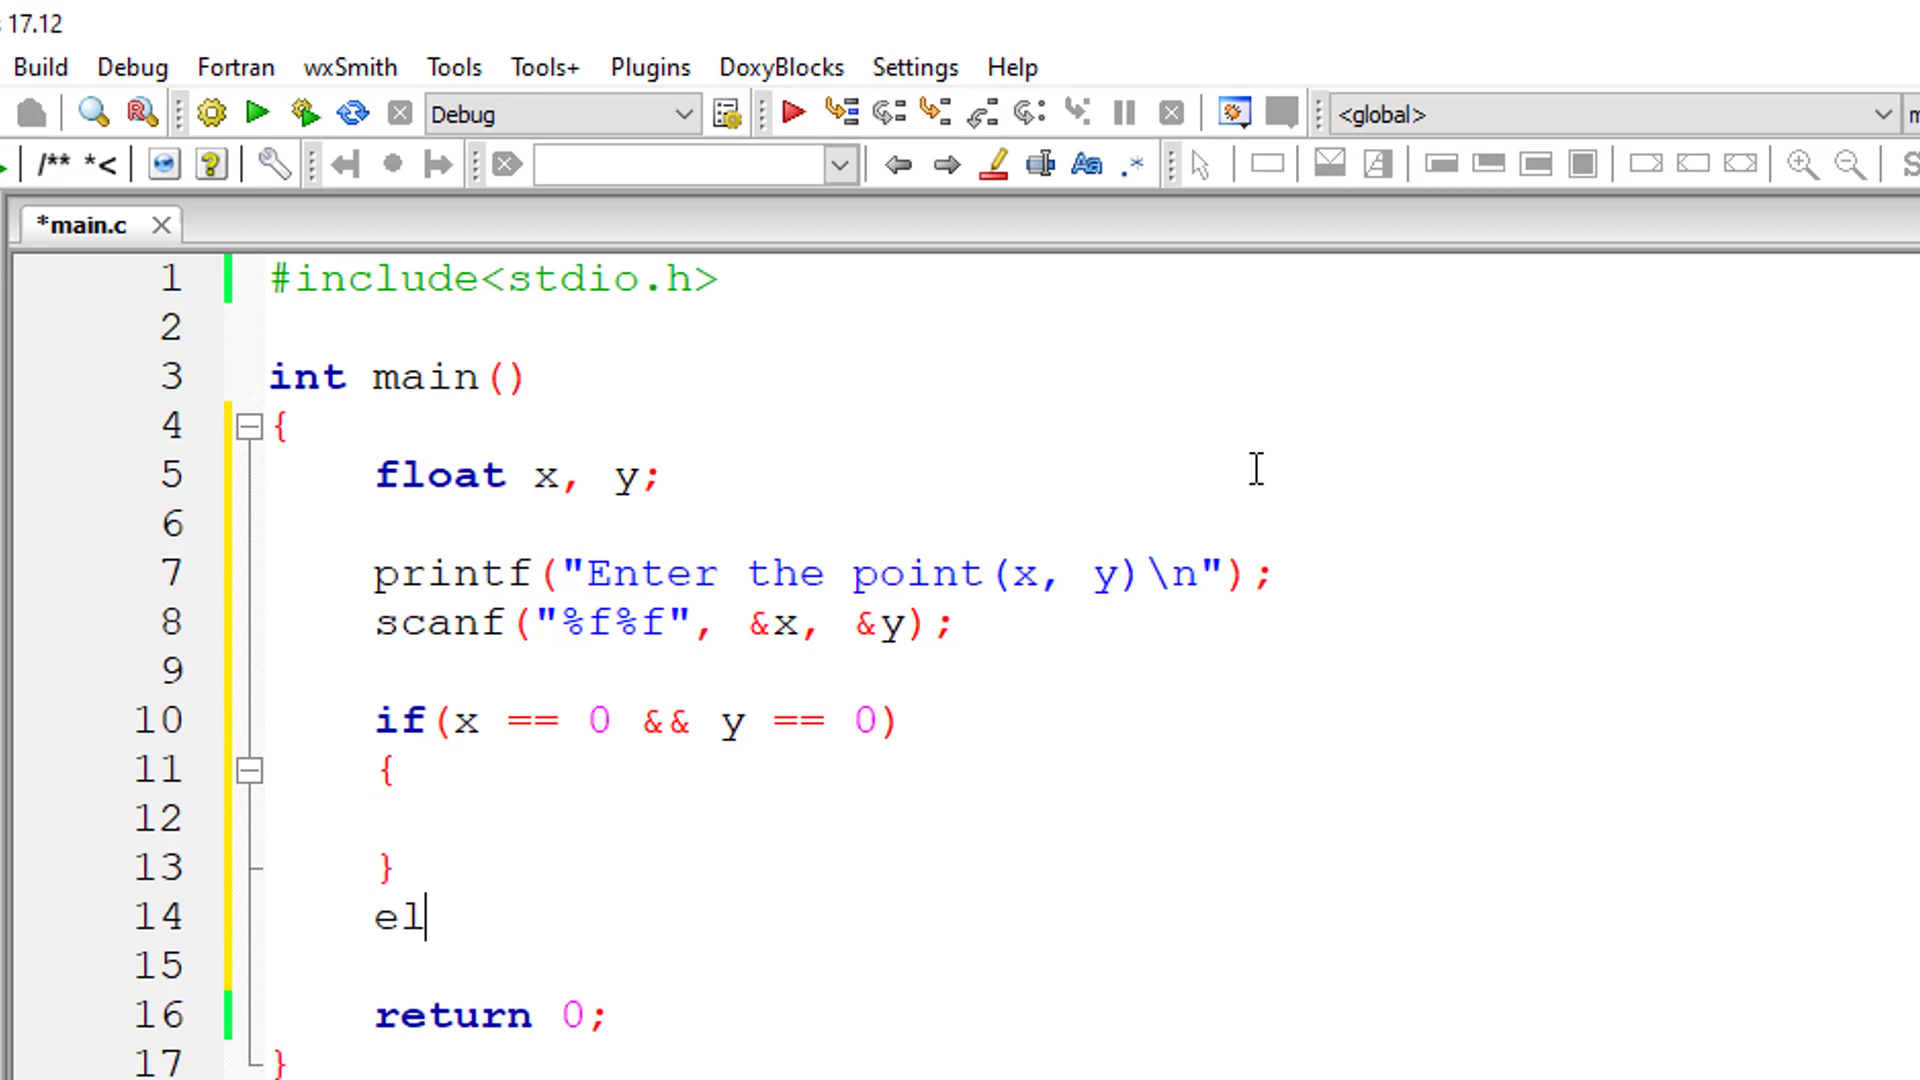 17.12
Build Debug Fortran wxSmith Tools Tools+ Plugins DoxyBlocks Settings Help
Debug <global>
/** *<
*main.c
1 #include<stdio.h>
2
3 int main()
4 {
5 float x, y;
6
7 printf("Enter the point(x, y)\n");
8 scanf("%f%f", &x, &y);
9
10 if(x == 0 && y == 0)
11 {
12
13 }
14 el
15
16 return 0;
17 }